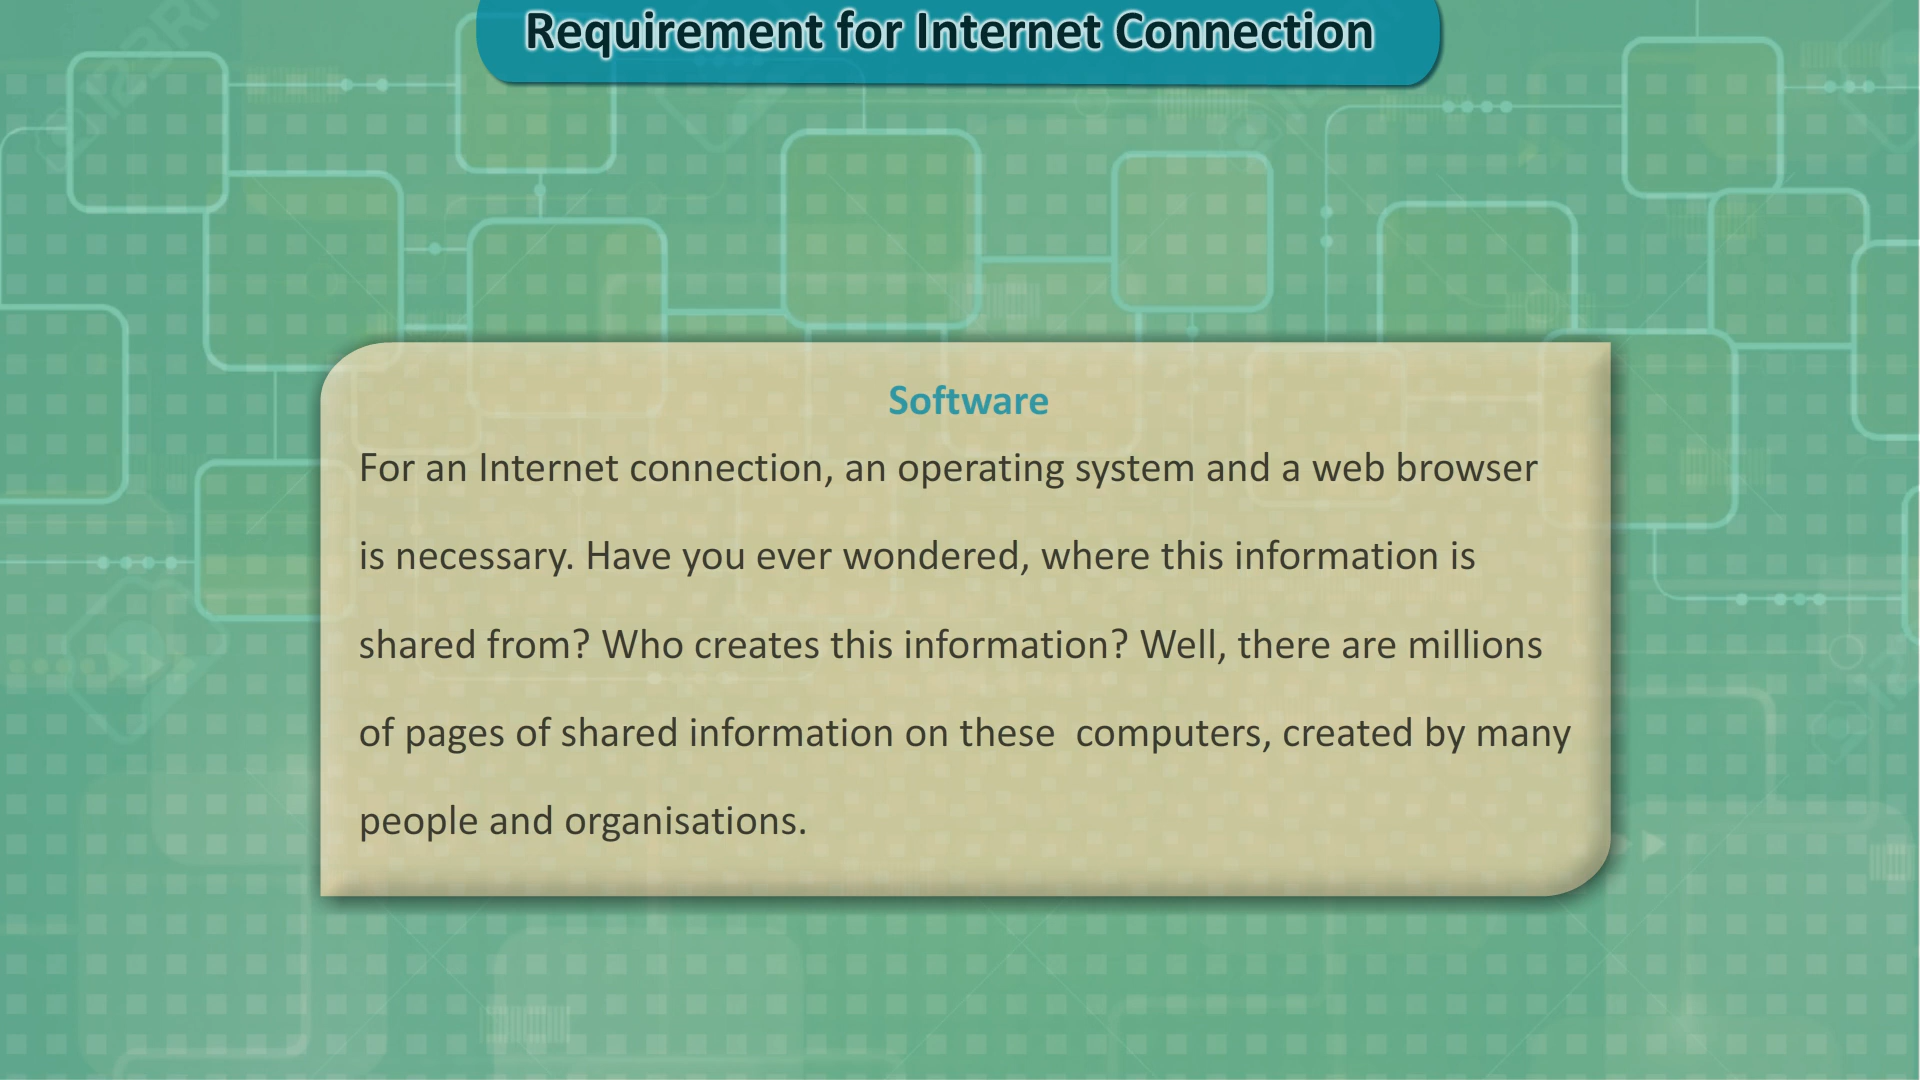 Requirement for Internet Connection
Software
For an Internet connection, an operating system and a web browser
is necessary. Have you ever wondered, where this information is
shared from? Who creates this information? Well, there are millions
of pages of shared information on these  computers, created by many
people and organisations.